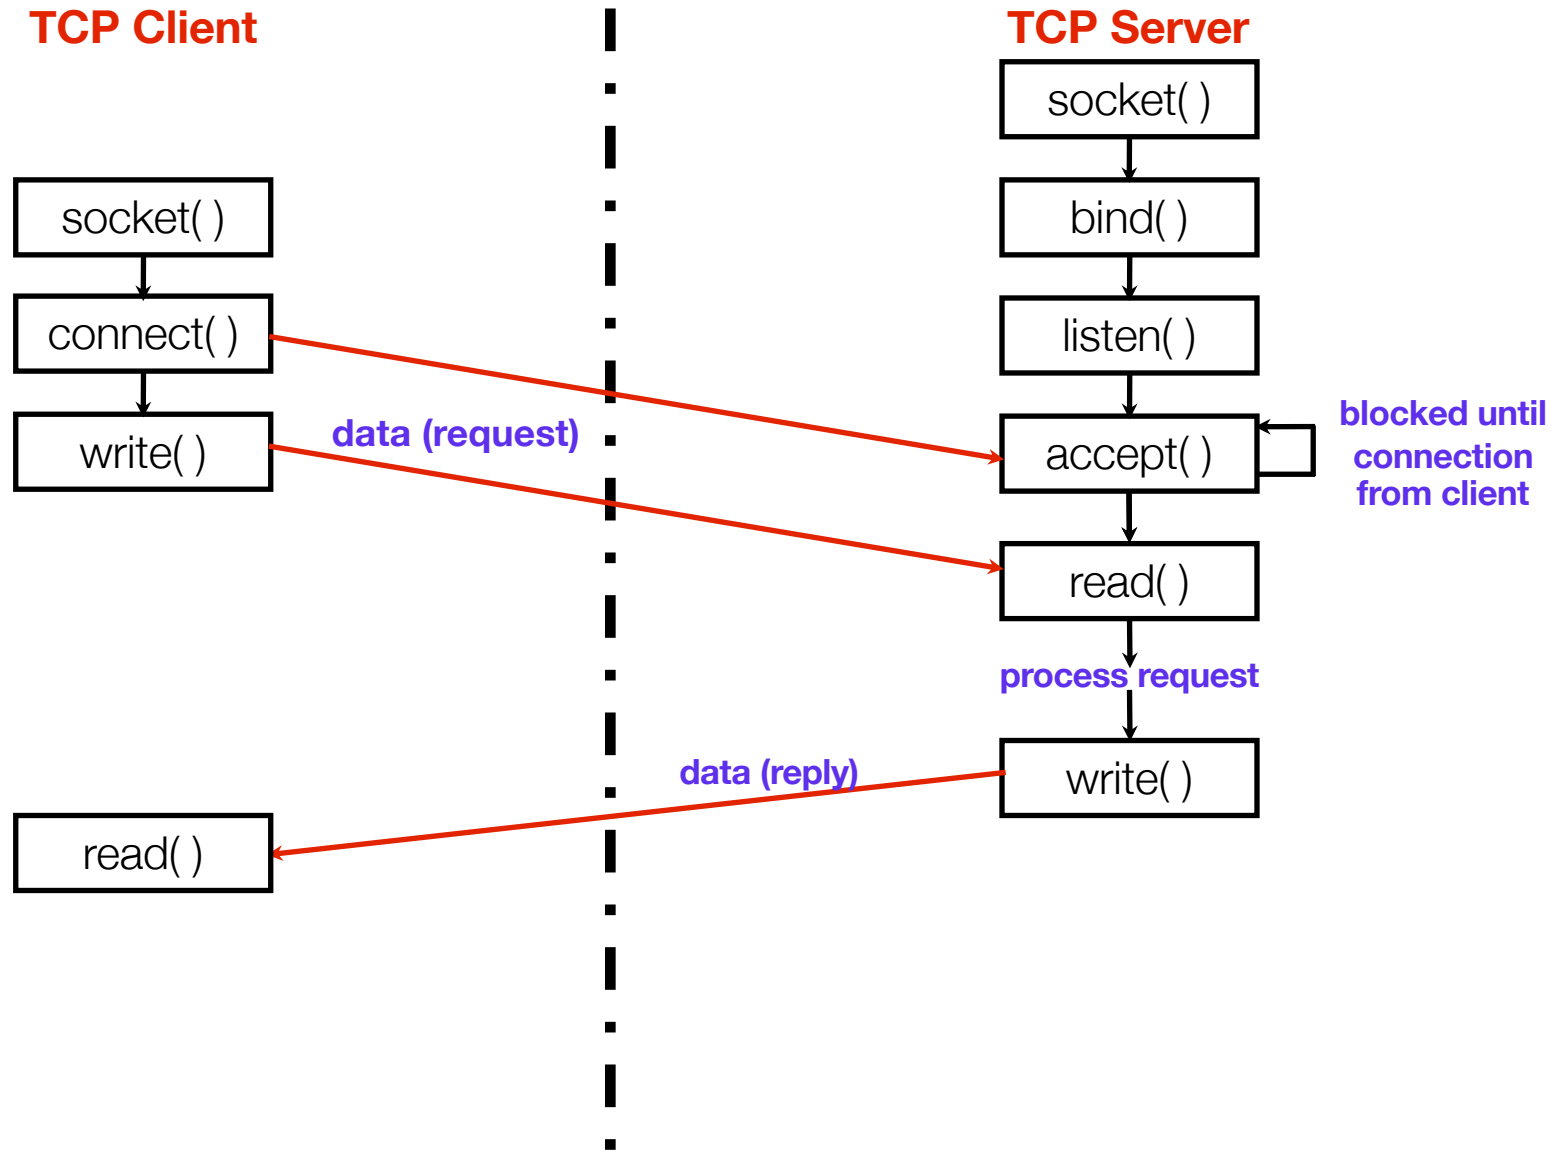 TCP Client
TCP Server
socket( )
bind( )
socket( )
listen( )
connect( )
accept( )
blocked until
connection
from client
write( )
data (request)
read( )
process request
write( )
data (reply)
read( )